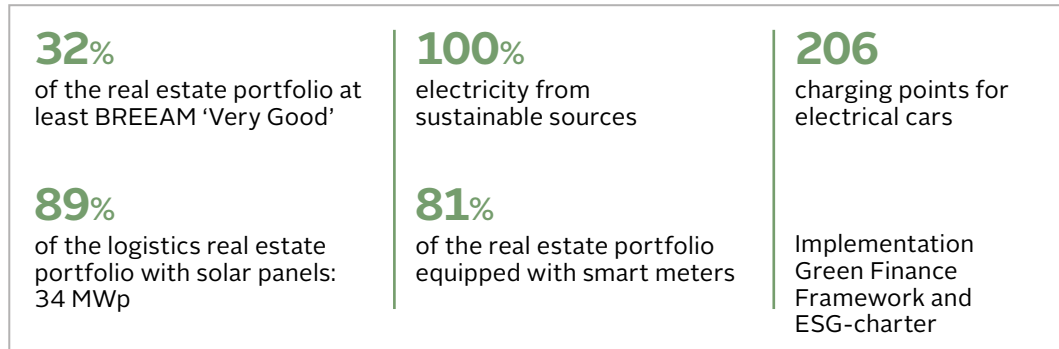 32%
of the real estate portfolio at
least BREEAM ‘Very Good’
100%
electricity from
sustainable sources
206
charging points for
electrical cars
89%
of the logistics real estate
portfolio with solar panels:
34 MWp
81%
of the real estate portfolio
equipped with smart meters
Implementation
Green Finance
Framework and
ESG-charter